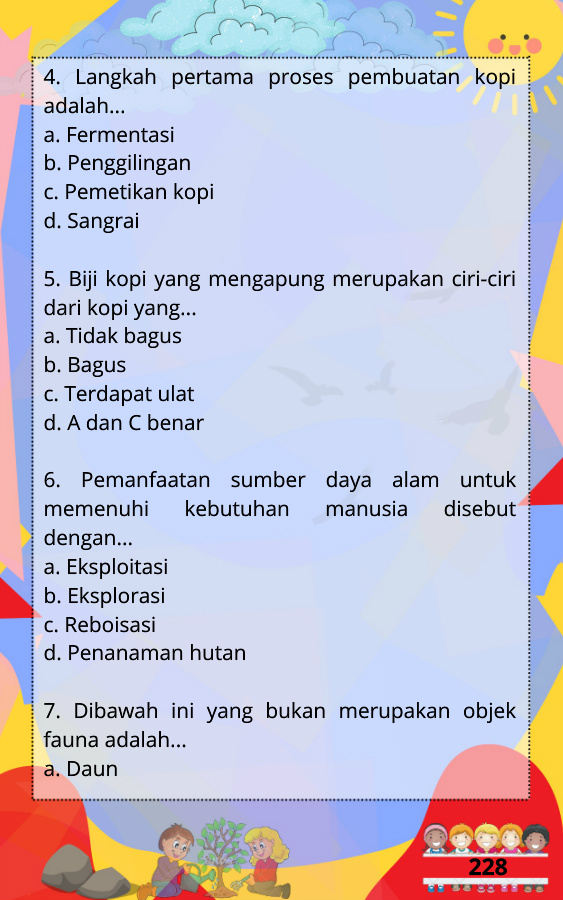 4. Langkah pertama proses pembuatan kopi
adalah...
a. Fermentasi
b. Penggilingan
c. Pemetikan kopi
d. Sangrai
5. Biji kopi yang mengapung merupakan ciri-ciri
dari kopi yang...
a. Tidak bagus
b. Bagus
c. Terdapat ulat
d. A dan C benar
6. Pemanfaatan sumber daya alam untuk
memenuhi kebutuhan manusia disebut
dengan...
a. Eksploitasi
b. Eksplorasi
c. Reboisasi
d. Penanaman hutan
7. Dibawah ini yang bukan merupakan objek
fauna adalah...
a. Daun
228